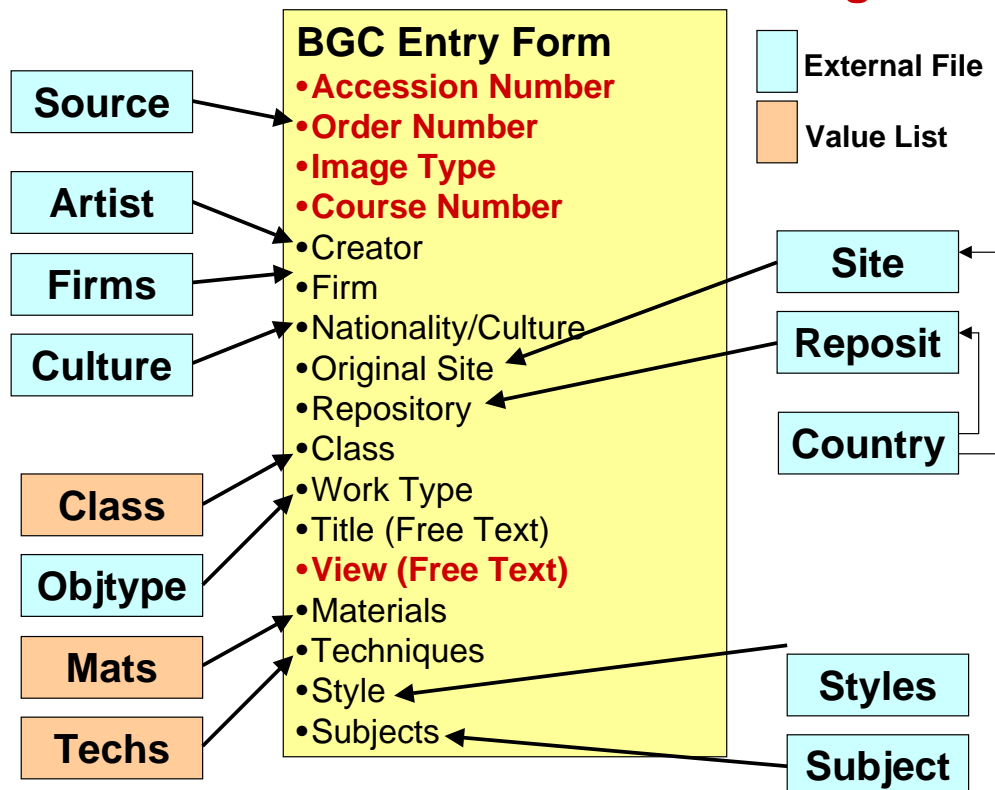 BGC Entry Form
•Accession Number
•Order Number
•Image Type
•Course Number
•Creator
•Firm
•Nationality/Culture
•Original Site
•Repository
•Class
•Work Type
•Title (Free Text)
•View (Free Text)
•Materials
•Techniques
•Style
•Subjects
Source
Artist
Firms
Culture
Class
Objtype
Mats
Techs
External File
Value List
Site
Reposit
Country
Styles
Subject